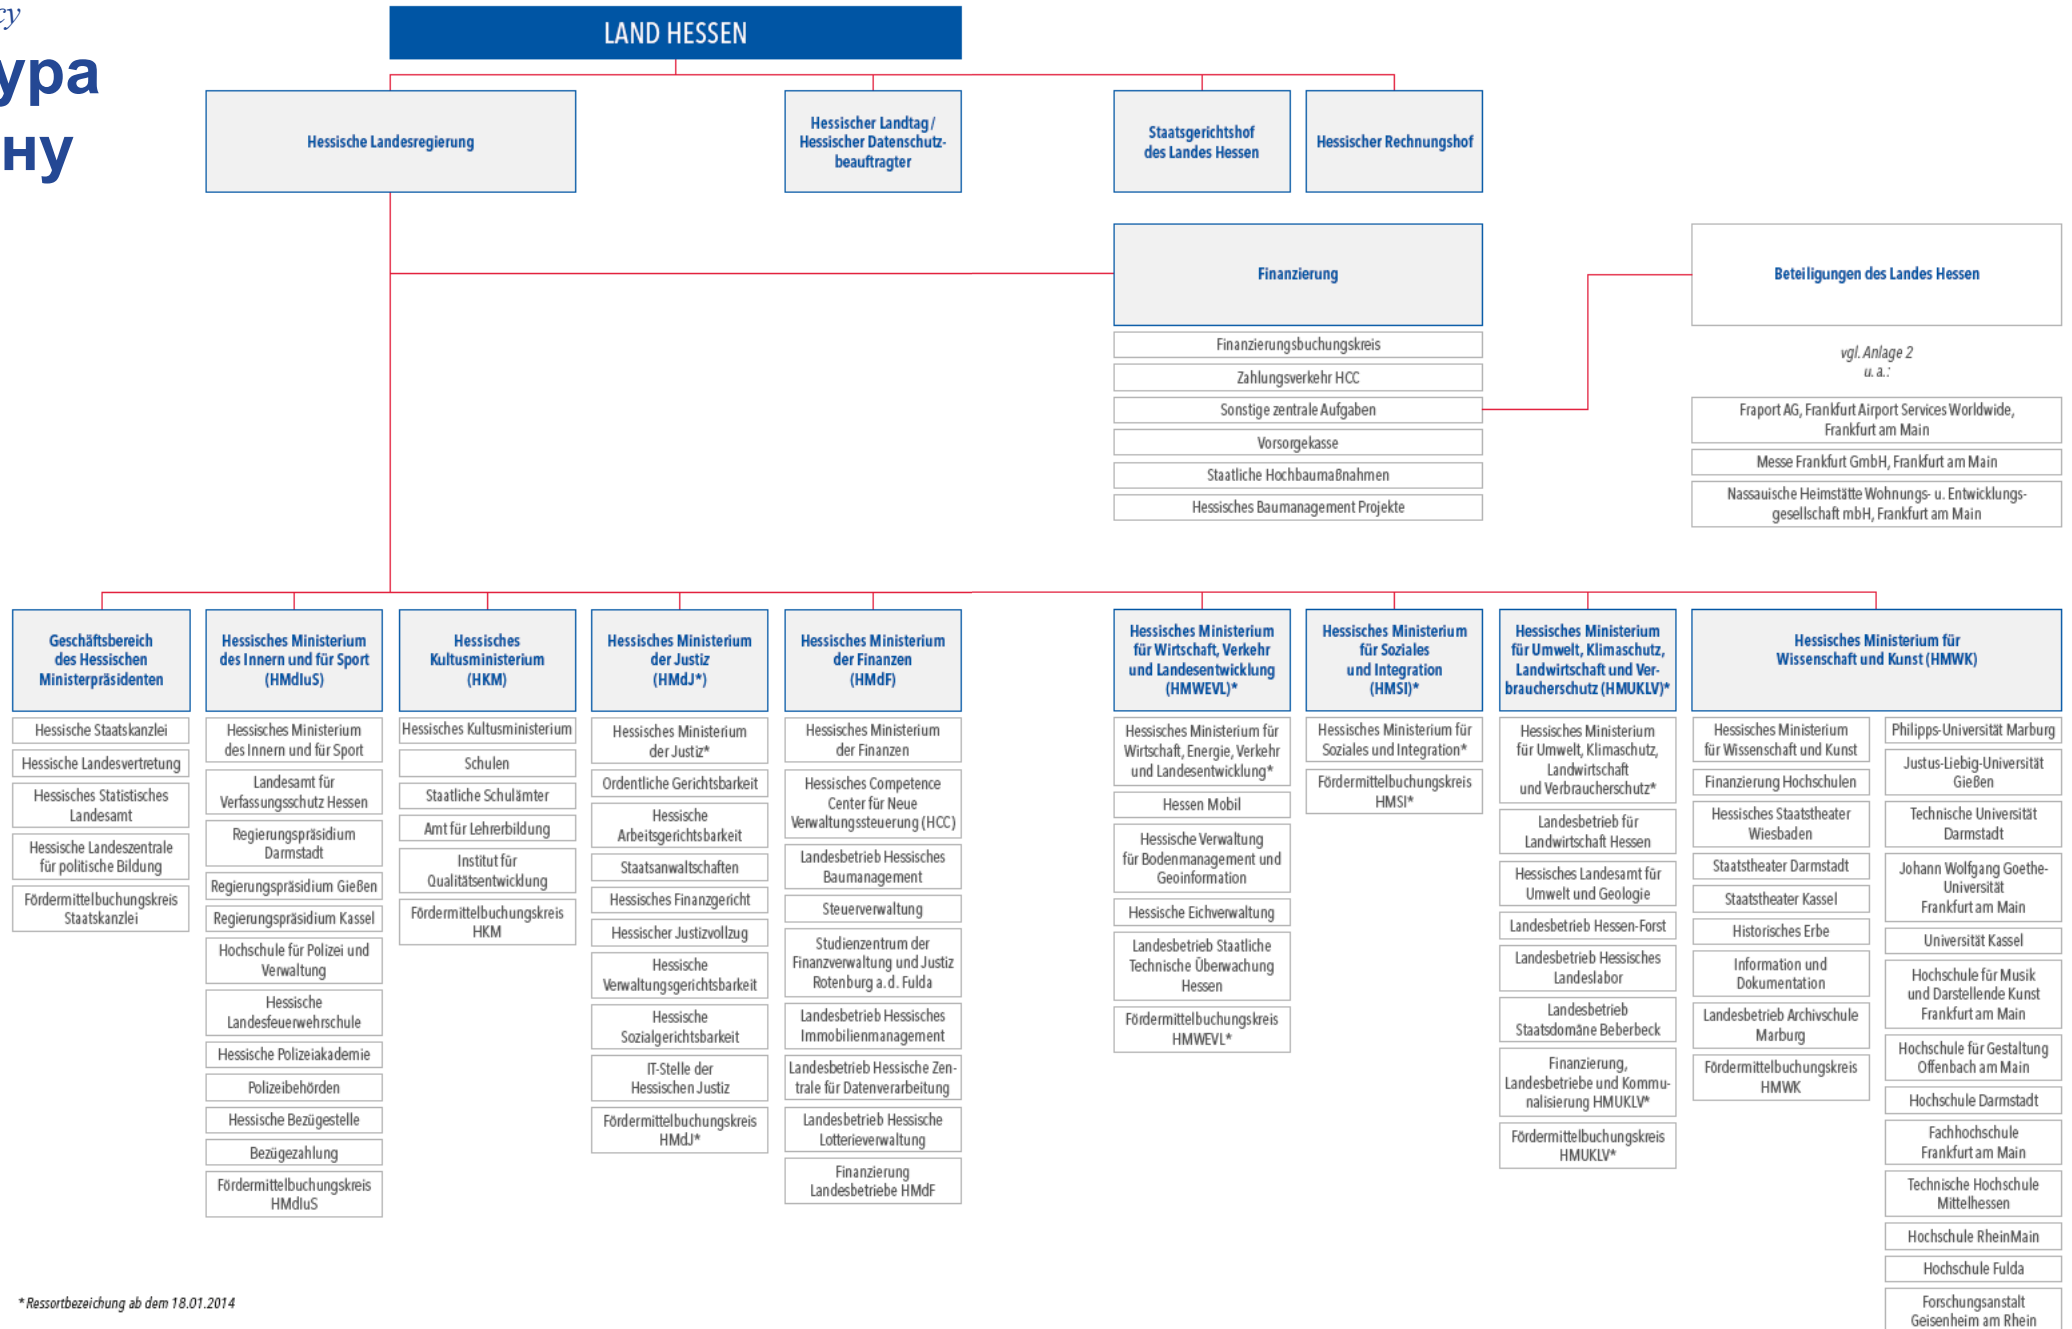 cy
ура
ну
LAND HESSEN
Hessische Landesregierung
Hessischer Landtag /
Hessischer Datenschutz-
beauftragter
Staatsgerichtshof
des Landes Hessen
Hessischer Rechnungshof
Finanzierung
Finanzierungsbuchungskreis
Zahlungsverkehr HCC
Sonstige zentrale Aufgaben
Vorsorgekasse
Staatliche Hochbaumaßnahmen
Hessisches Baumanagement Projekte
Beteiligungen des Landes Hessen
vgl. Anlage 2
u. a.:
Fraport AG, Frankfurt Airport Services Worldwide,
Frankfurt am Main
Messe Frankfurt GmbH, Frankfurt am Main
Nassauische Heimstätte Wohnungs- u. Entwicklungs-
gesellschaft mbH, Frankfurt am Main
Geschäftsbereich
des Hessischen
Ministerpräsidenten
Hessische Staatskanzlei
Hessische Landesvertretung
Hessisches Statistisches
Landesamt
Hessische Landeszentrale
für politische Bildung
Fördermittelbuchungskreis
Staatskanzlei
Hessisches Ministerium
des Innern und für Sport
(HMdIuS)
Hessisches Ministerium
des Innern und für Sport
Landesamt für
Verfassungsschutz Hessen
Regierungspräsidium
Darmstadt
Regierungspräsidium Gießen
Regierungspräsidium Kassel
Hochschule für Polizei und
Verwaltung
Hessische
Landesfeuerwehrschule
Hessische Polizeiakademie
Polizeibehörden
Hessische Bezügestelle
Bezügezahlung
Fördermittelbuchungskreis
HMdIuS
Hessisches
Kultusministerium
(HKM)
Hessisches Kultusministerium
Schulen
Staatliche Schulämter
Amt für Lehrerbildung
Institut für
Qualitätsentwicklung
Fördermittelbuchungskreis
HKM
Hessisches Ministerium
der Justiz
(HMdJ*)
Hessisches Ministerium
der Justiz*
Ordentliche Gerichtsbarkeit
Hessische
Arbeitsgerichtsbarkeit
Staatsanwaltschaften
Hessisches Finanzgericht
Hessischer Justizvollzug
Hessische
Verwaltungsgerichtsbarkeit
Hessische
Sozialgerichtsbarkeit
IT-Stelle der
Hessischen Justiz
Fördermittelbuchungskreis
HMdJ*
Hessisches Ministerium
der Finanzen
(HMdF)
Hessisches Ministerium
der Finanzen
Hessisches Competence
Center für Neue
Verwaltungssteuerung (HCC)
Landesbetrieb Hessisches
Baumanagement
Steuerverwaltung
Studienzentrum der
Finanzverwaltung und Justiz
Rotenburg a. d. Fulda
Landesbetrieb Hessisches
Immobilienmanagement
Landesbetrieb Hessische Zen-
trale für Datenverarbeitung
Landesbetrieb Hessische
Lotterieverwaltung
Finanzierung
Landesbetriebe HMdF
Hessisches Ministerium
für Wirtschaft, Verkehr
und Landesentwicklung
(HMWEVL)*
Hessisches Ministerium für
Wirtschaft, Energie, Verkehr
und Landesentwicklung*
Hessen Mobil
Hessische Verwaltung
für Bodenmanagement und
Geoinformation
Hessische Eichverwaltung
Landesbetrieb Staatliche
Technische Überwachung
Hessen
Fördermittelbuchungskreis
HMWEVL*
Hessisches Ministerium
für Soziales
und Integration
(HMSI)*
Hessisches Ministerium für
Soziales und Integration*
Fördermittelbuchungskreis
HMSI*
Hessisches Ministerium
für Umwelt, Klimaschutz,
Landwirtschaft und Ver-
braucherschutz (HMUKLV)*
Hessisches Ministerium
für Umwelt, Klimaschutz,
Landwirtschaft
und Verbraucherschutz*
Landesbetrieb für
Landwirtschaft Hessen
Hessisches Landesamt für
Umwelt und Geologie
Landesbetrieb Hessen-Forst
Landesbetrieb Hessisches
Landeslabor
Landesbetrieb
Staatsdomäne Beberbeck
Finanzierung,
Landesbetriebe und Kommu-
nalisierung HMUKLV*
Fördermittelbuchungskreis
HMUKLV*
Hessisches Ministerium für
Wissenschaft und Kunst (HMWK)
Hessisches Ministerium
für Wissenschaft und Kunst
Finanzierung Hochschulen
Hessisches Staatstheater
Wiesbaden
Staatstheater Darmstadt
Staatstheater Kassel
Historisches Erbe
Information und
Dokumentation
Landesbetrieb Archivschule
Marburg
Fördermittelbuchungskreis
HMWK
Philipps-Universität Marburg
Justus-Liebig-Universität
Gießen
Technische Universität
Darmstadt
Johann Wolfgang Goethe-
Universität
Frankfurt am Main
Universität Kassel
Hochschule für Musik
und Darstellende Kunst
Frankfurt am Main
Hochschule für Gestaltung
Offenbach am Main
Hochschule Darmstadt
Fachhochschule
Frankfurt am Main
Technische Hochschule
Mittelhessen
Hochschule RheinMain
Hochschule Fulda
Forschungsanstalt
Geisenheim am Rhein
* Ressortbezeichung ab dem 18.01.2014